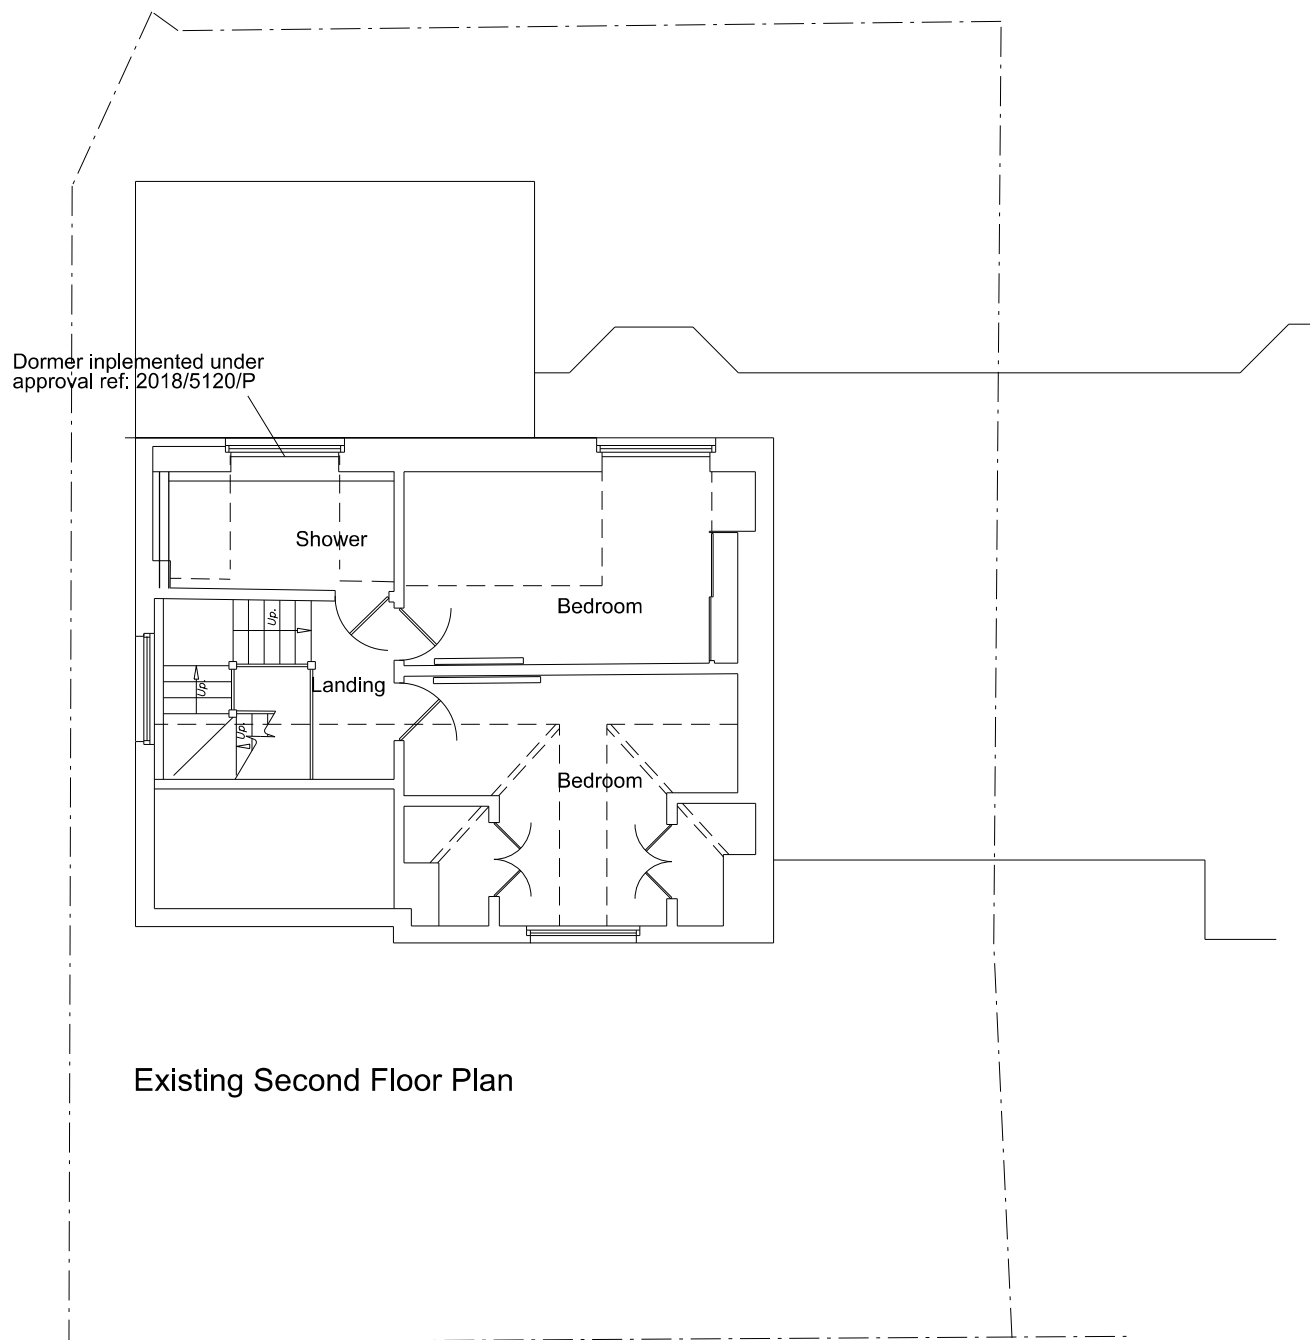 Dormer inplemented under
approval ref: 2018/5120/P
Shower
Bedroom
Up.
Landing
Up.
Up.
Bedroom
Existing Second Floor Plan